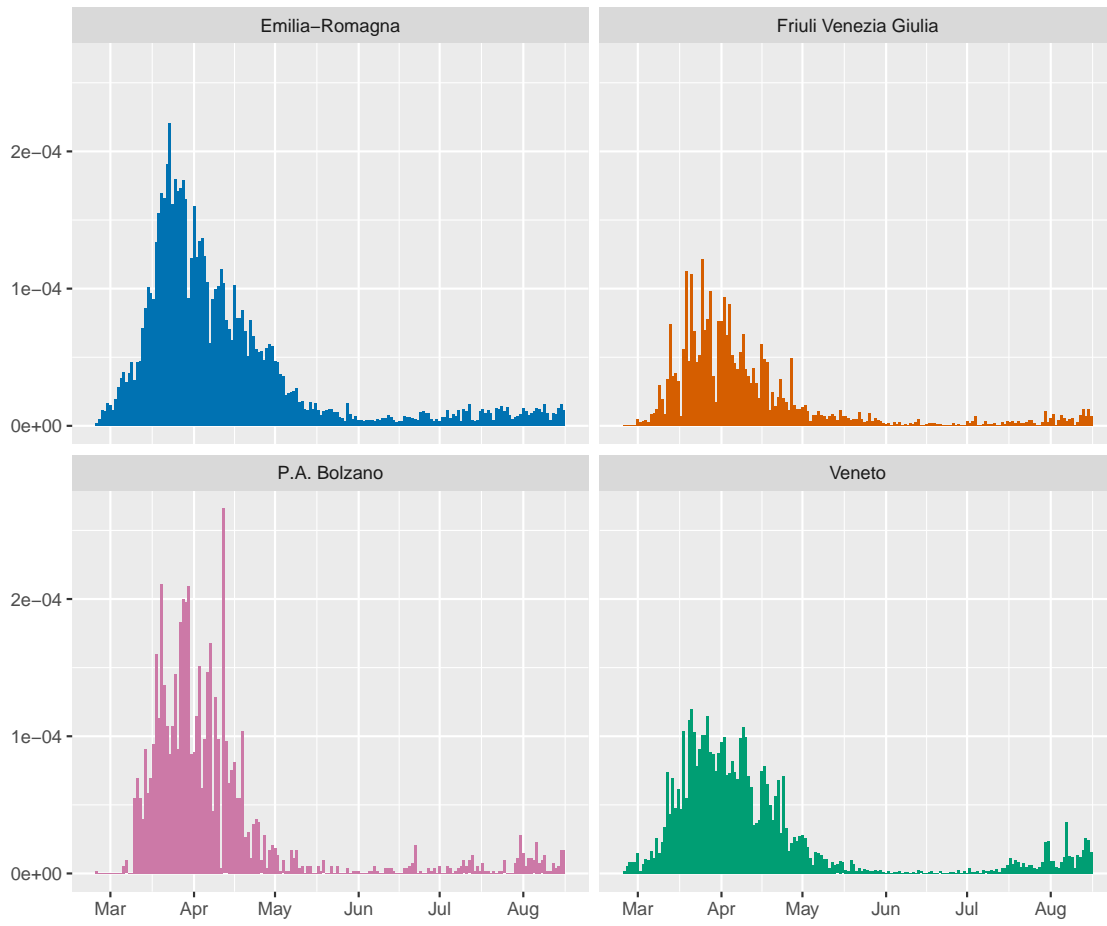 Emilia−Romagna
Friuli Venezia Giulia
2e−04
1e−04
0e+00
P.A. Bolzano
Veneto
2e−04
1e−04
0e+00
Mar Apr May Jun Jul Aug
Mar Apr May Jun Jul Aug